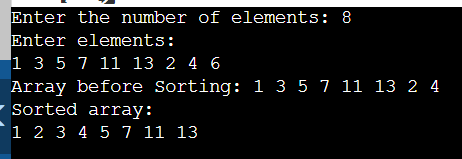 Enter the number of elements: 8
Enter elements:
1 3 5 7 11 13 2 4 6
Array before Sorting: 1 3 5 7 11 13 2 4
Sorted array:
1 2 3 4 5 7 11 13